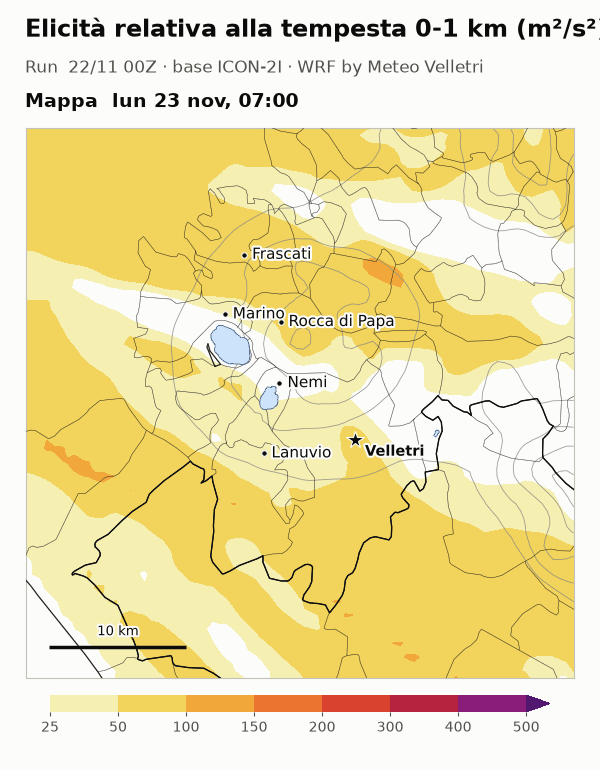 Elicità relativa alla tempesta 0-1 km (m²/s²)
Run  22/11 00Z · base ICON-2I · WRF by Meteo Velletri
Mappa  lun 23 nov, 07:00
Frascati
Marino
Rocca di Papa
Nemi
Velletri
Lanuvio
10 km
25 50 100 150 200 300 400 500